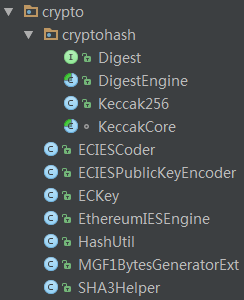 crypto
cryptohash
Digest
DigestEngine
Keccak256
KeccakCore
ECIESCoder
ECIESPublicKeyEncoder
ECKey
EthereumIESEngine
HashUtil
MGF1BytesGeneratorExt
SHA3Helper